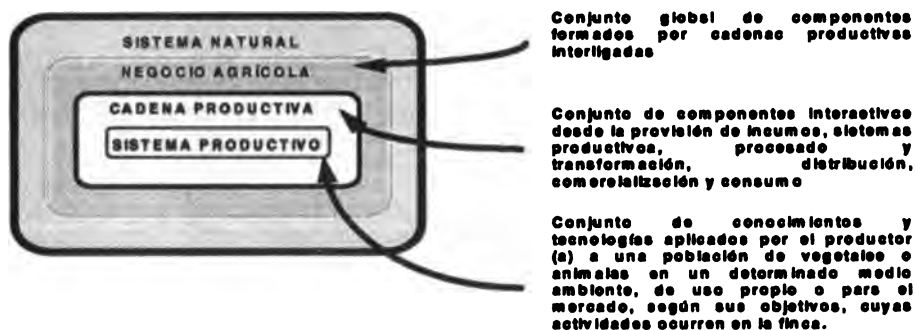 SISTEMA NATURAL
NEGOCIO AGRÍCOLA
CADENA PRODUCTIVA
SISTEMA PRODUCTIVO
Conjunto global de componentes
formados por cadenac productivas
interligadas
Conjunto de componentes interactivos
desde la provisión de incumos, sistemas
productivos, procesado y
transformación, distribución,
comercialización y consumo
Conjunto de conocimientos y
tecnologías aplicados por el productor
(a) a una población de vegetales o
animales en un determinado medio
ambiente, de uso propio o pars el
mercado, según sus objetivos, cuyas
actividades ocurren en la finca.